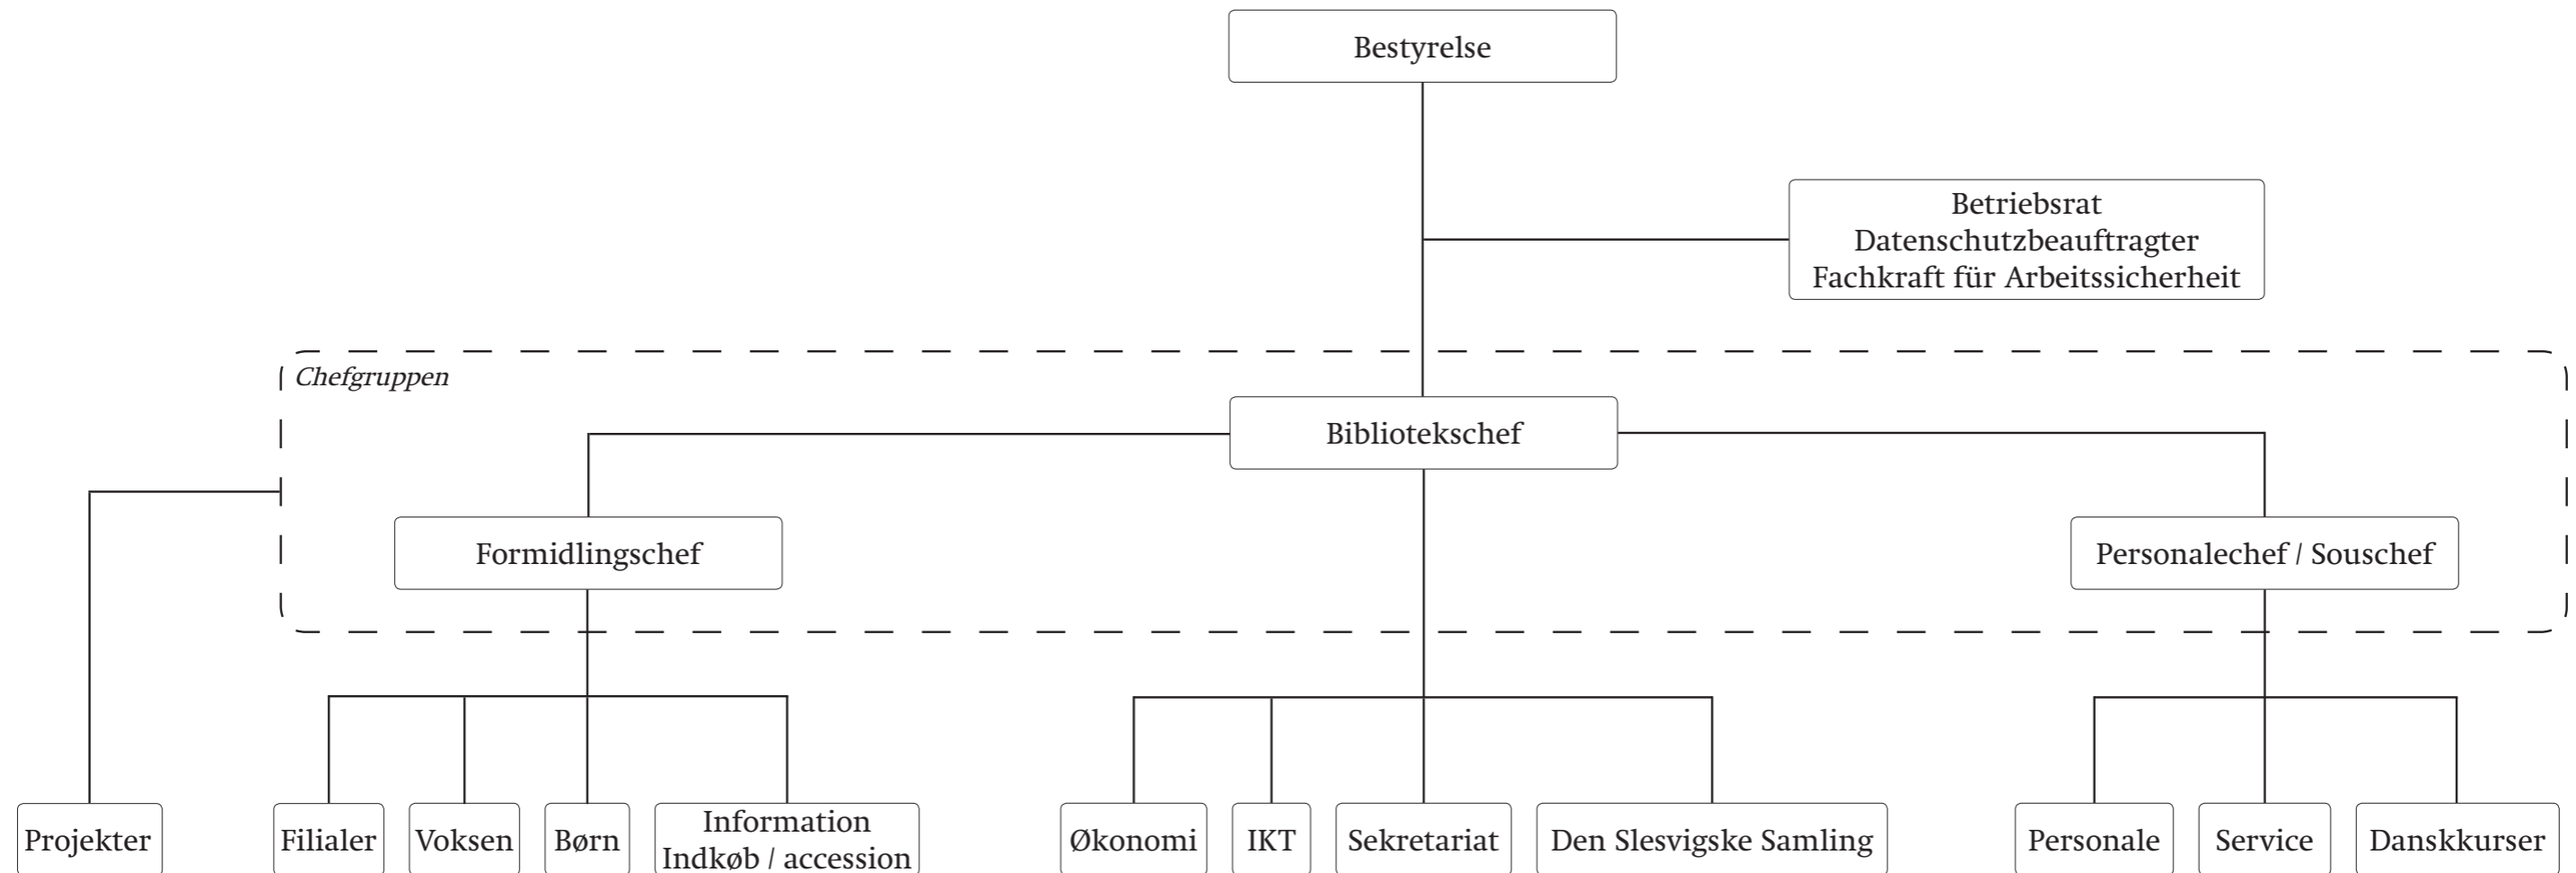 Bestyrelse
Betriebsrat
Datenschutzbeauftragter
Fachkraft für Arbeitssicherheit
Chefgruppen
Bibliotekschef
Formidlingschef
Personalechef / Souschef
Projekter
Filialer
Voksen
Børn
Information
Indkøb / accession
Økonomi
IKT
Sekretariat
Den Slesvigske Samling
Personale
Service
Danskkurser